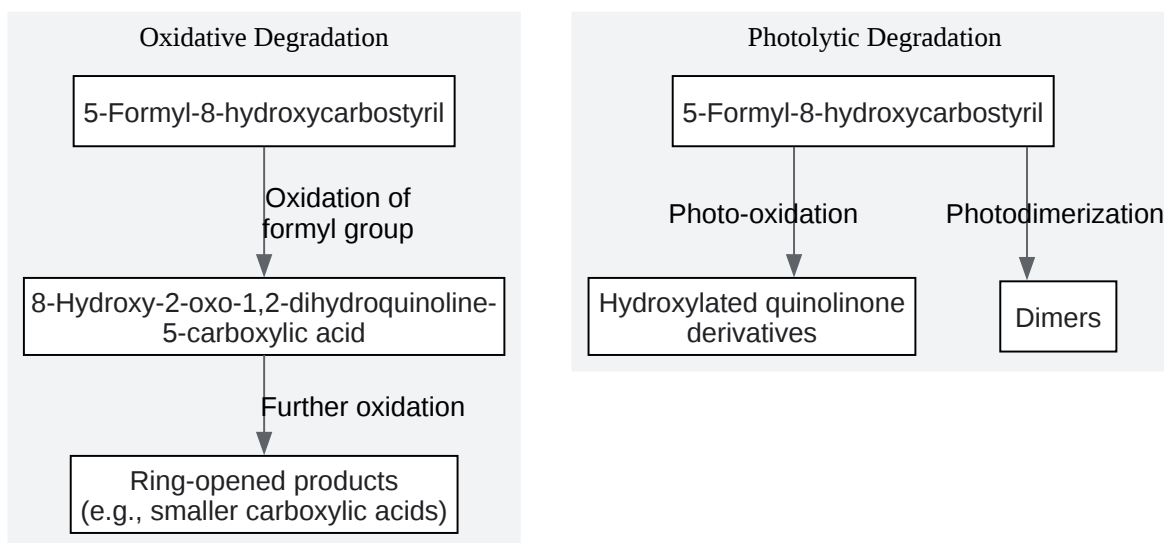 Oxidative Degradation
5-Formyl-8-hydroxycarbostyril
Oxidation of
formyl group
8-Hydroxy-2-oxo-1,2-dihydroquinoline-
5-carboxylic acid
Further oxidation
Ring-opened products
(e.g., smaller carboxylic acids)
Photolytic Degradation
5-Formyl-8-hydroxycarbostyril
Photo-oxidation
Photodimerization
Hydroxylated quinolinone
derivatives
Dimers